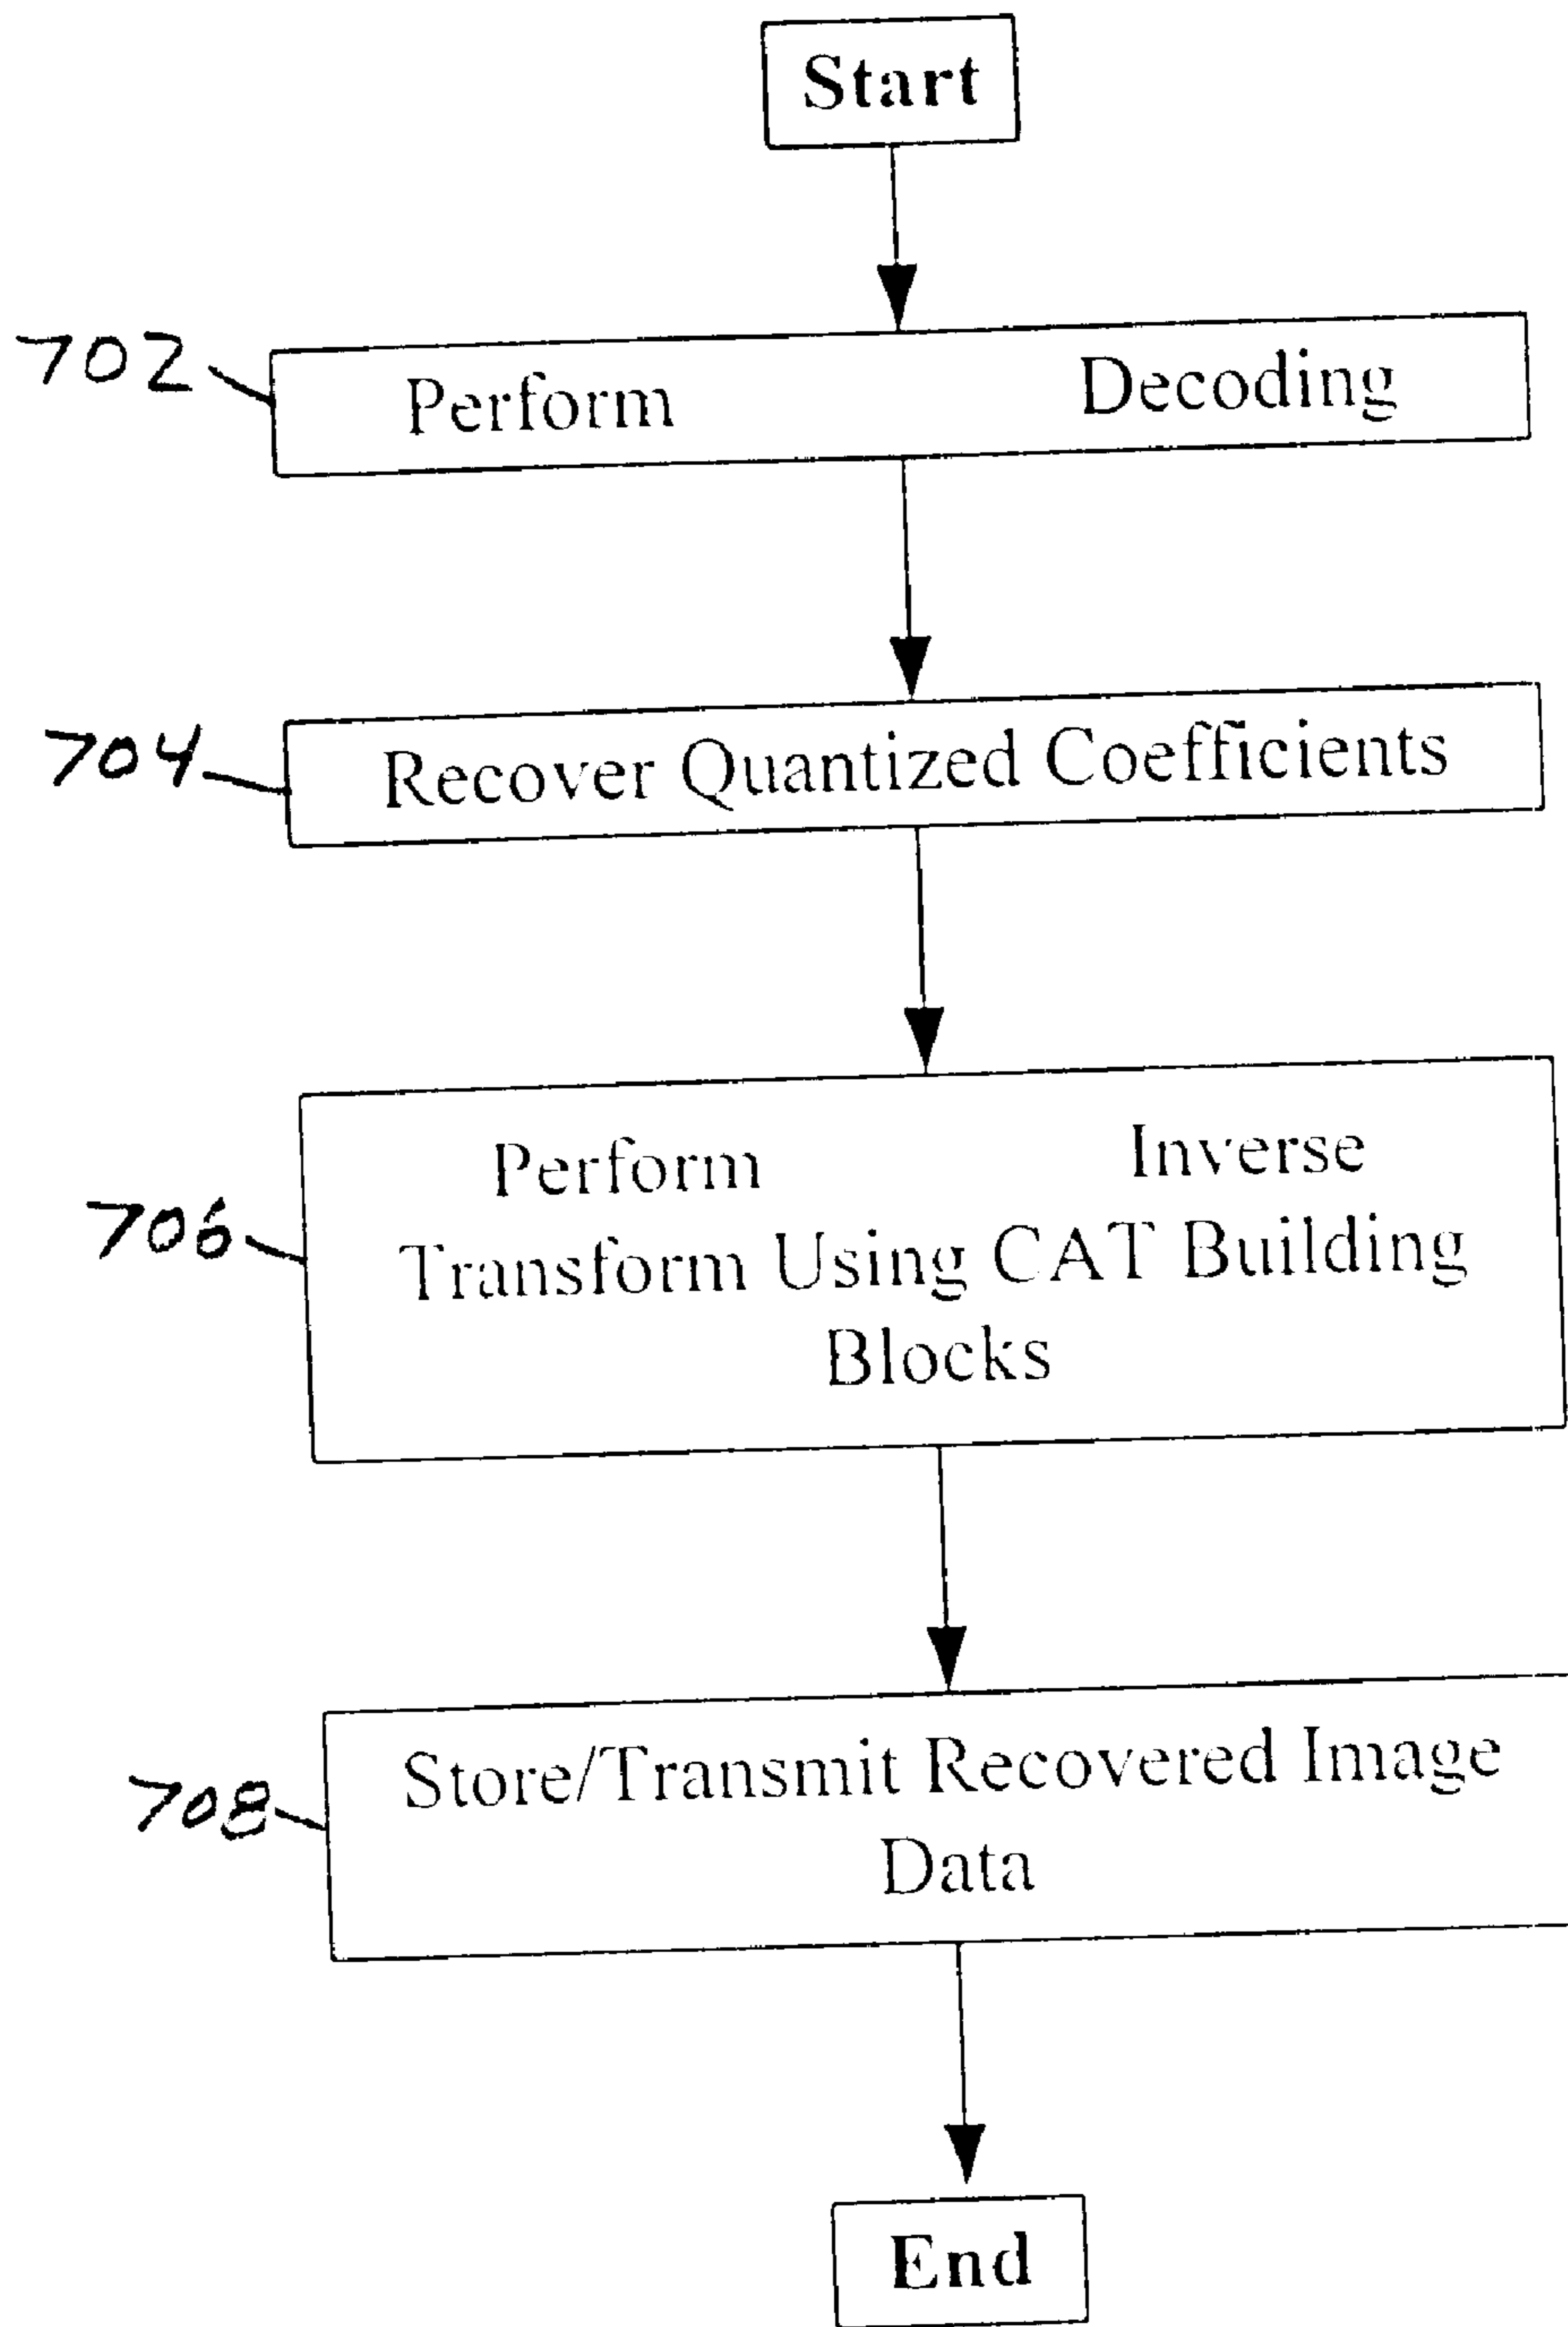 Start
702
Perform Decoding
704
Recover Quantized Coefficients
706
Perform Inverse
Transform Using CAT Building
Blocks
708
Store/Transmit Recovered Image
Data
End